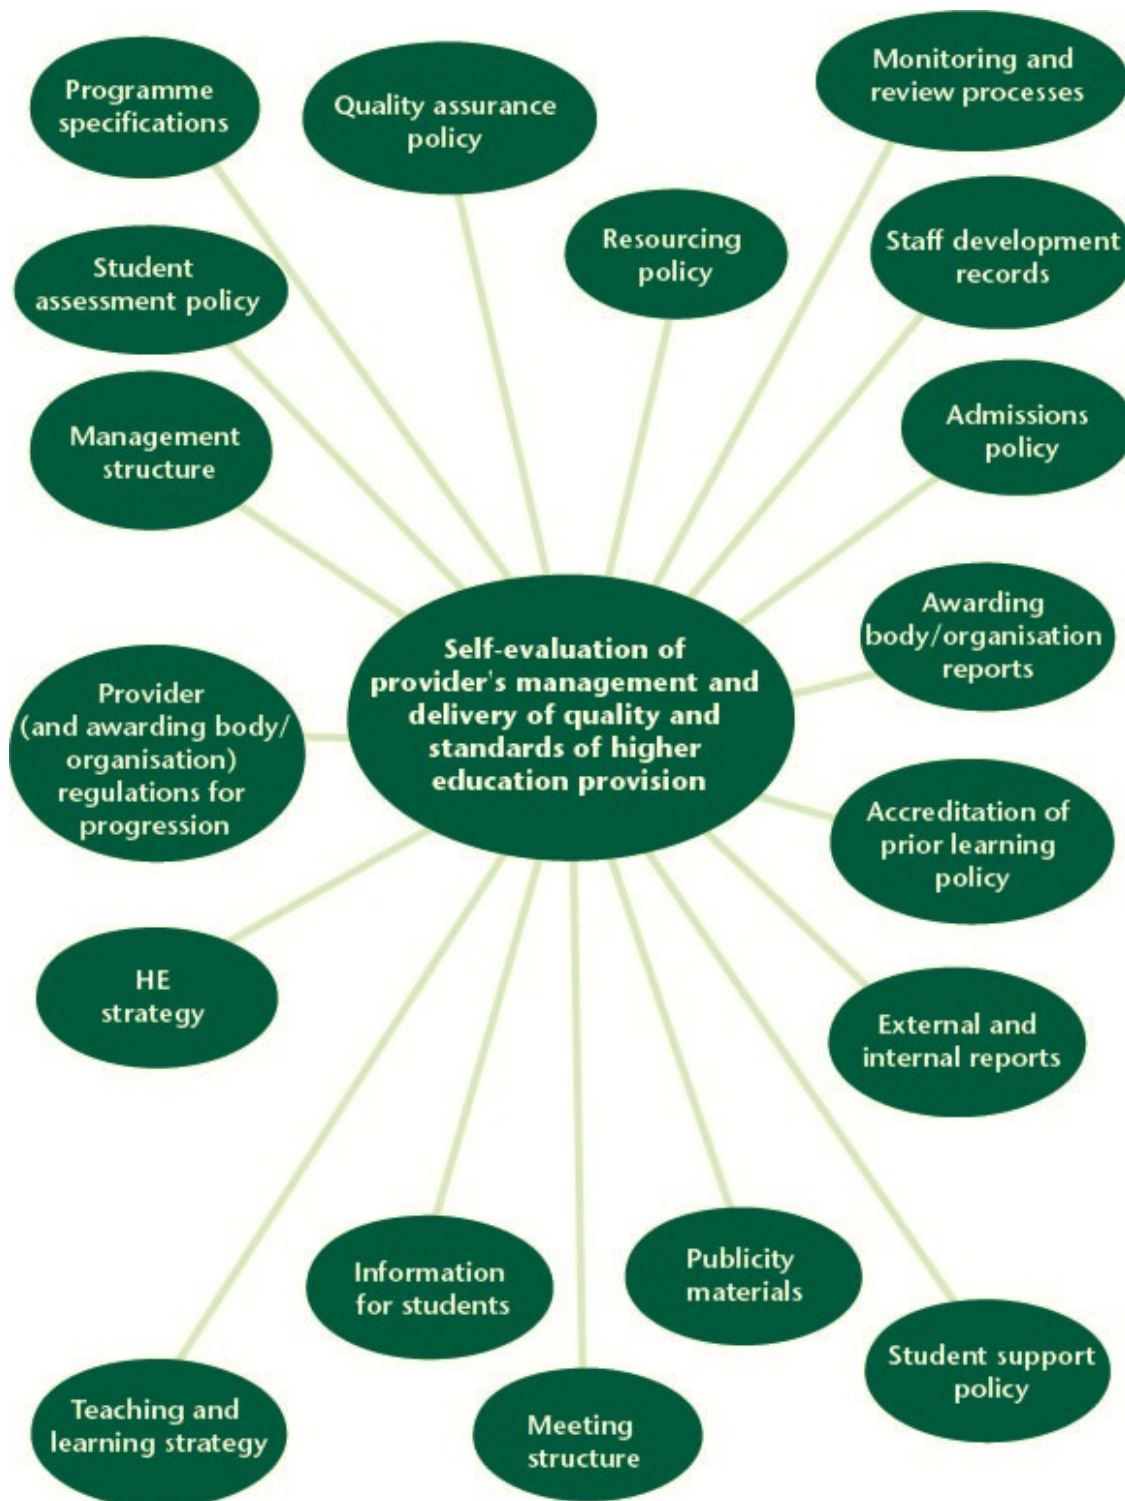 Programme
specifications
Quality assurance
policy
Monitoring and
review processes
Resourcing
policy
Staff development
records
Student
assessment policy
Management
structure
Admissions
policy
Self-evaluation of
provider's management and
delivery of quality and
standards of higher
education provision
Awarding
body/organisation
reports
Provider
(and awarding body/
organisation)
regulations for
progression
Accreditation of
prior learning
policy
HE
strategy
External and
internal reports
Information
for students
Publicity
materials
Student support
policy
Teaching and
learning strategy
Meeting
structure